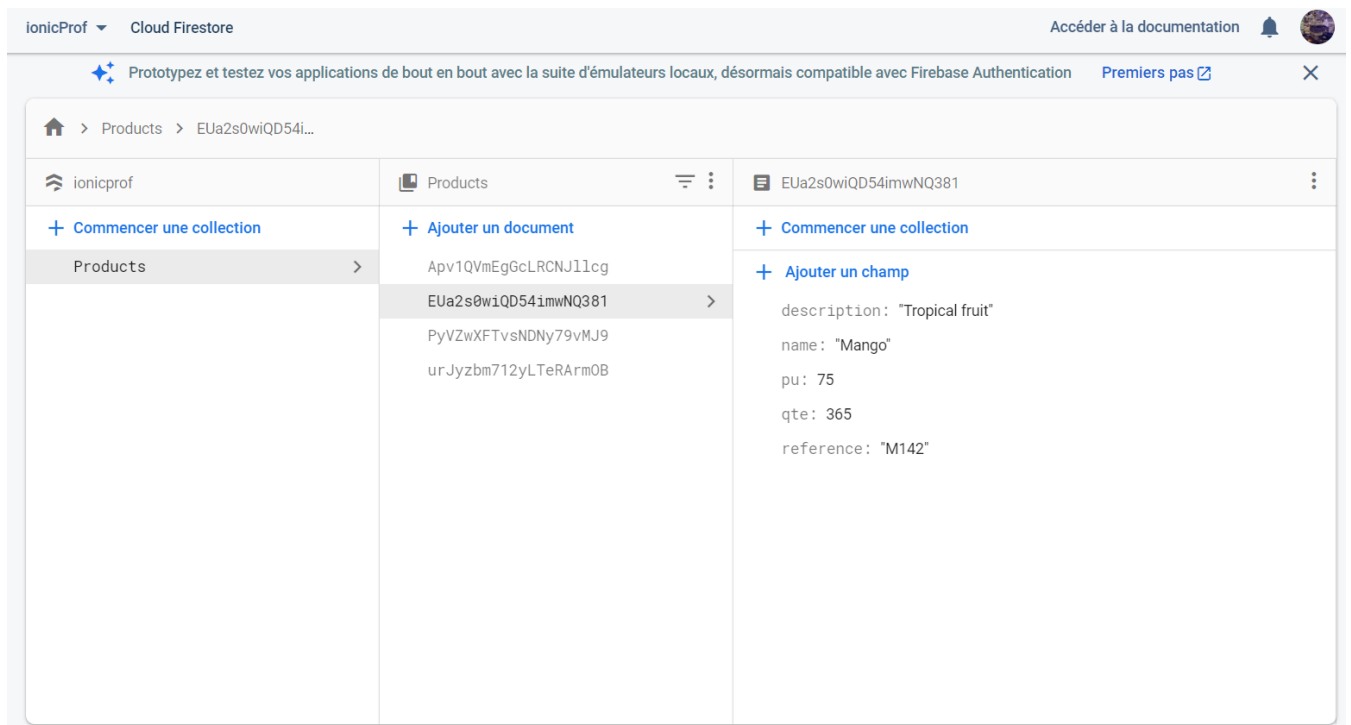 ionicProf Cloud Firestore Accéder à la documentation
Prototypez et testez vos applications de bout en bout avec la suite d'émulateurs locaux, désormais compatible avec Firebase Authentication Premiers pas
Products EUa2s0wiQD54i...
ionicprof
Commencer une collection
Products
Products
Ajouter un document
Apv1QVmEgGcLRCNJllcg
EUa2s0wiQD54imwNQ381
PyVZwXFTvsNDNy79vMJ9
urJyzbm712yLTeRArmOB
EUa2s0wiQD54imwNQ381
Commencer une collection
Ajouter un champ
description: "Tropical fruit"
name: "Mango"
pu: 75
qte: 365
reference: "M142"